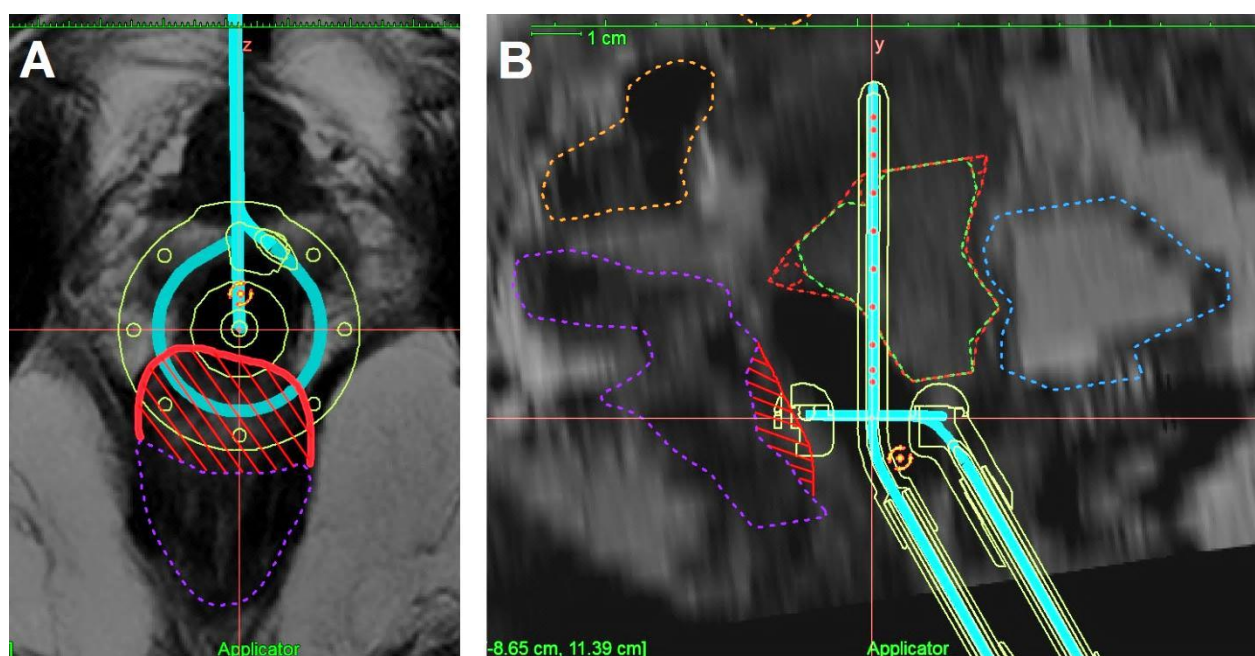 A
z
Applicator
B
1 cm
y
[-8.65 cm, 11.39 cm]
Applicator